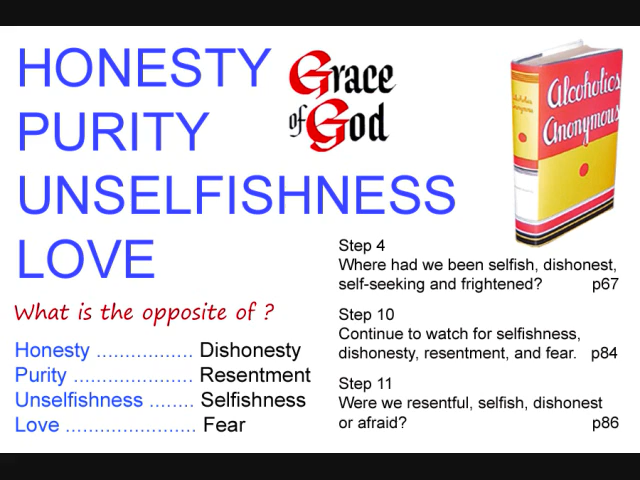 HONESTY
PURITY
UNSELFISHNESS
LOVE
Grace
of God
Alcoholics
Anonymous
What is the opposite of ?
Honesty .................. Dishonesty
Purity ...................... Resentment
Unselfishness ........ Selfishness
Love ........................ Fear
Step 4
Where had we been selfish, dishonest,
self-seeking and frightened? p67
Step 10
Continue to watch for selfishness,
dishonesty, resentment, and fear. p84
Step 11
Were we resentful, selfish, dishonest
or afraid? p86